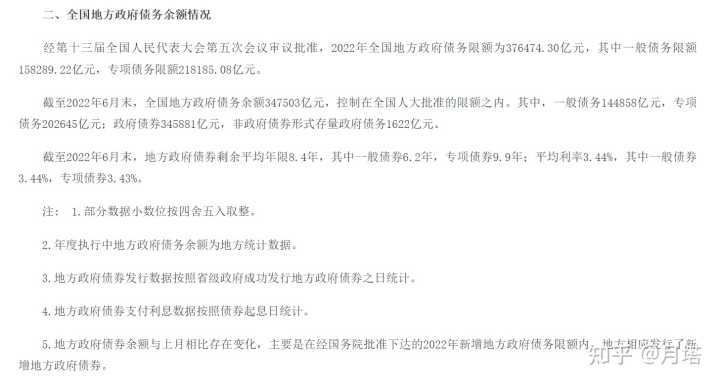 二、全国地方政府债务余额情况
经第十三届全国人民代表大会第五次会议审议批准，2022年全国地方政府债务限额为376474.30亿元，其中一般债务限额
158289.22亿元，专项债务限额218185.08亿元。
截至2022年6月末，全国地方政府债务余额347503亿元，控制在全国人大批准的限额之内。其中，一般债务144858亿元，专项
债务202645亿元；政府债券345881亿元，非政府债券形式存量政府债务1622亿元。
截至2022年6月末，地方政府债券剩余平均年限8.4年，其中一般债券6.2年，专项债券9.9年；平均利率3.44%，其中一般债券
3.44%，专项债券3.43%。
注： 1.部分数据小数位按四舍五入取整。
2.年度执行中地方政府债务余额为地方统计数据。
3.地方政府债券发行数据按照省级政府成功发行地方政府债券之日统计。
4.地方政府债券支付利息数据按照债券起息日统计。
5.地方政府债券余额与上月相比存在变化，主要是在经国务院批准下达的2022年新增地方政府债务限额内，地方相应发行了新
增地方政府债券。
知乎 @月珺